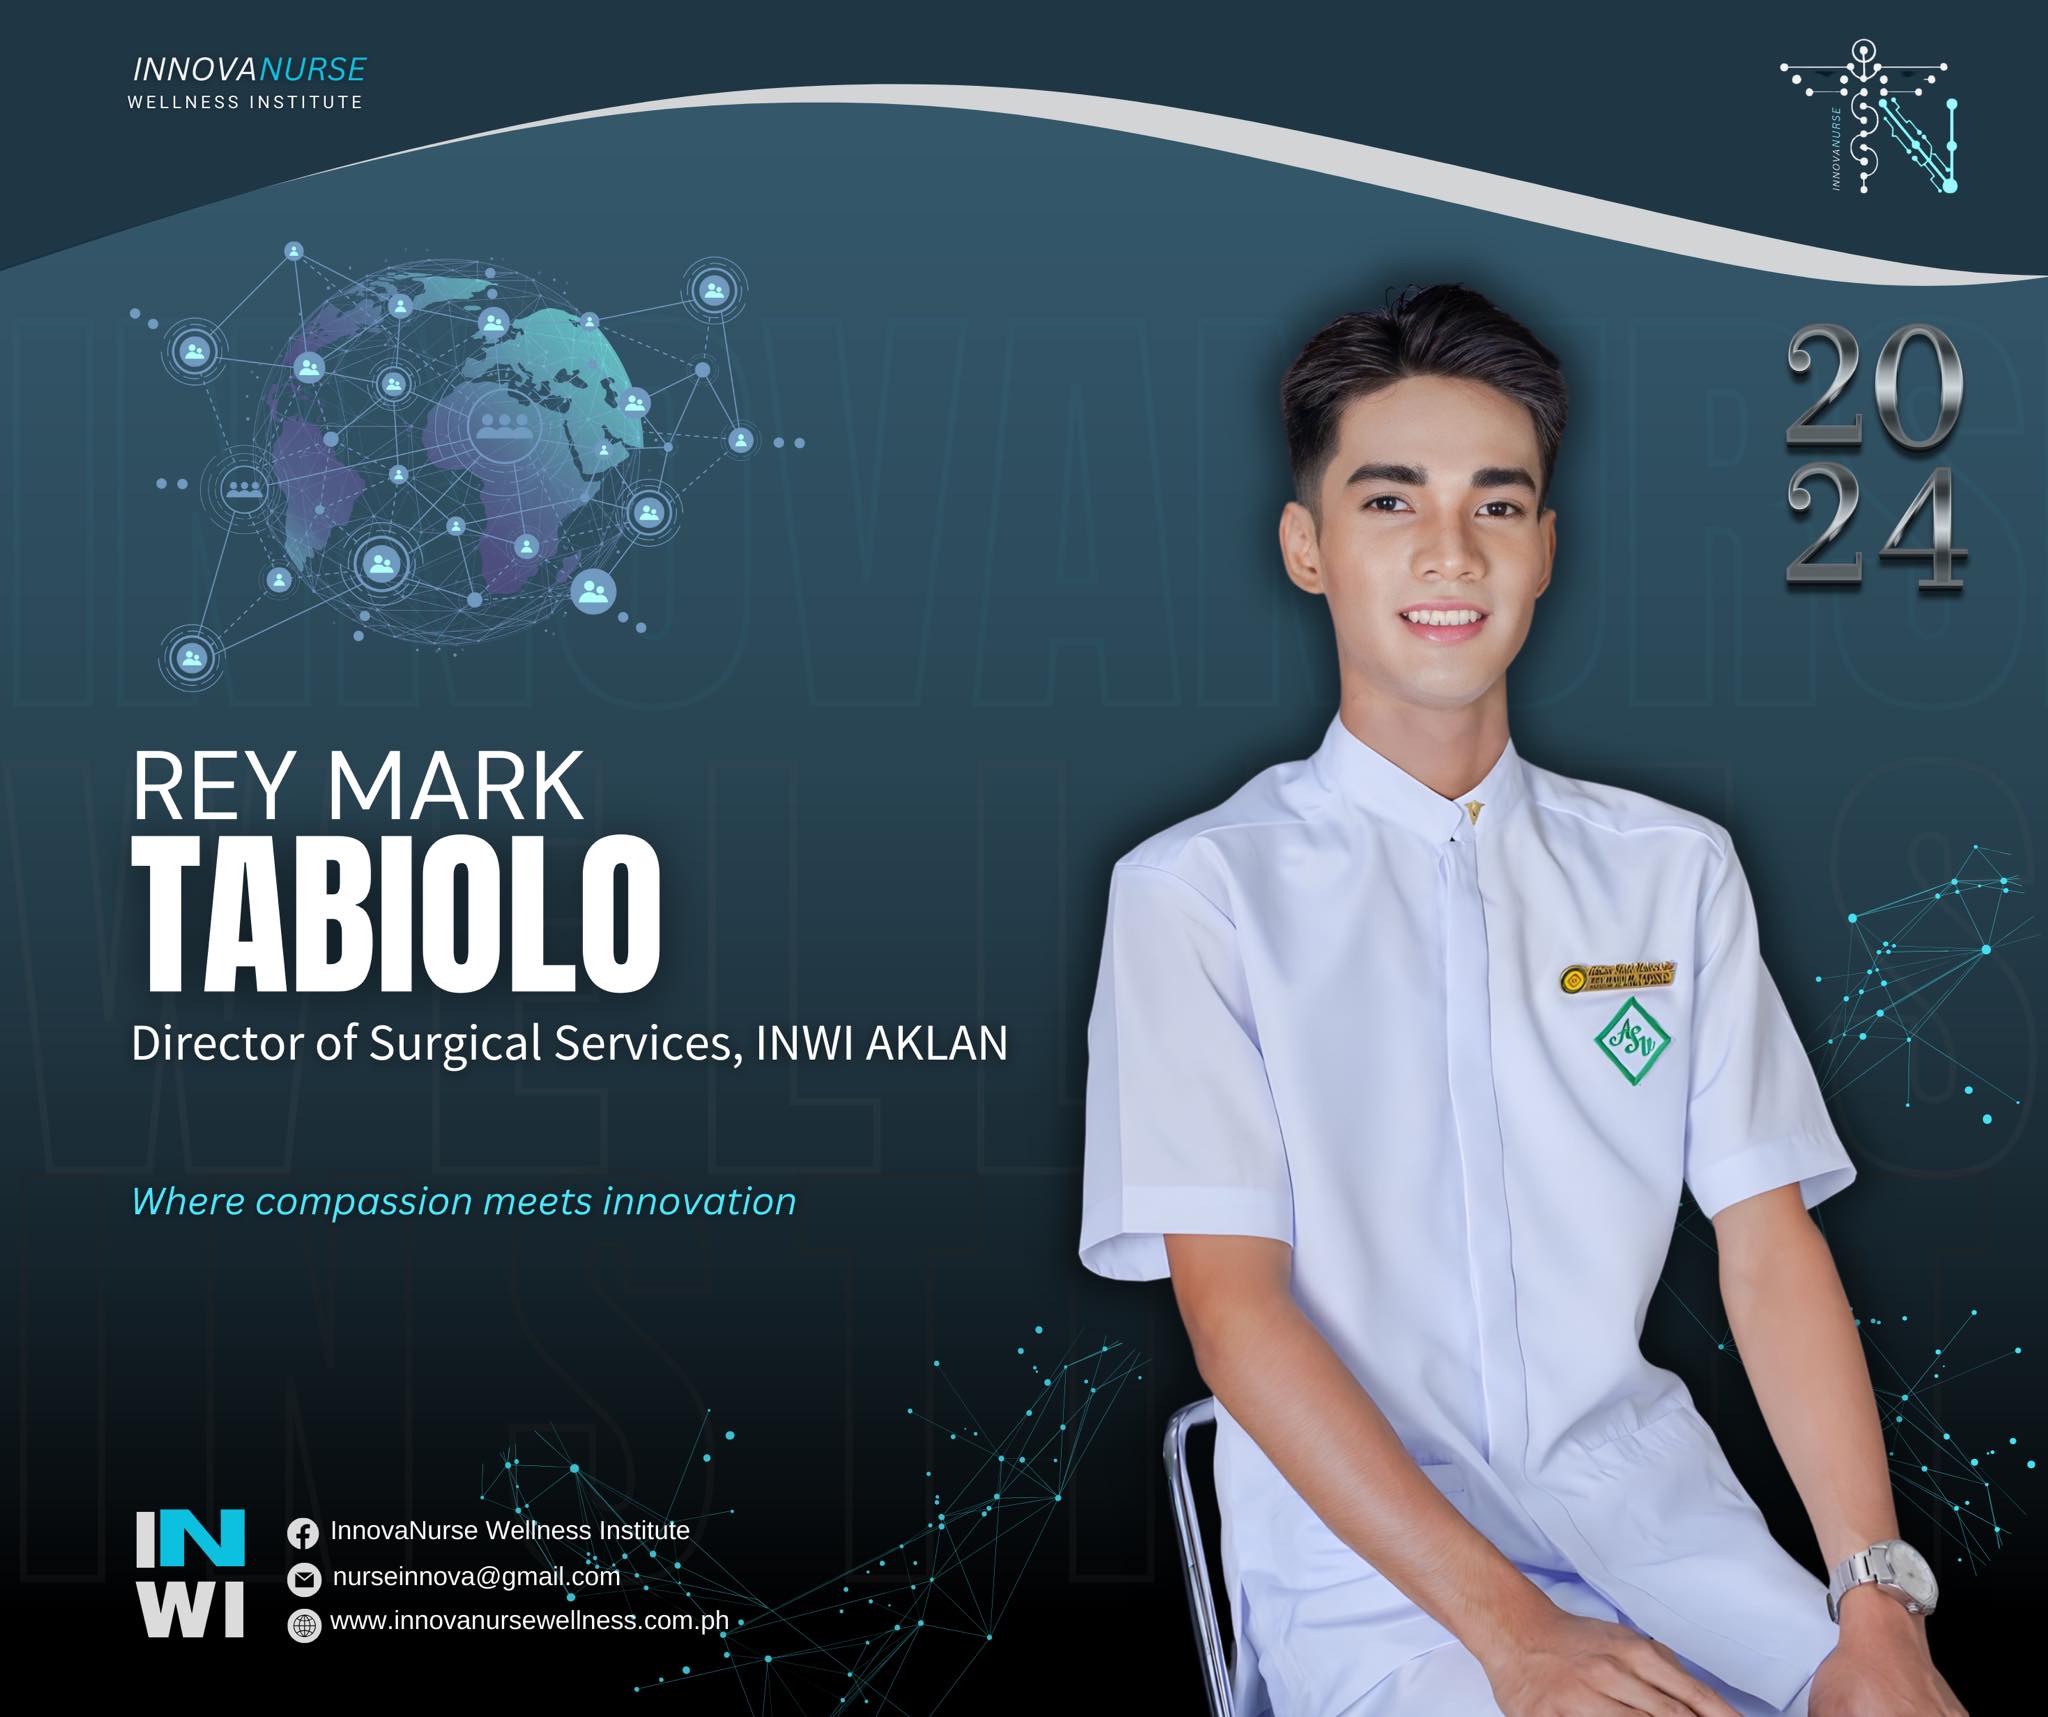 INNOVANURSE
WELLNESS INSTITUTE
INNOVANURSE
N
20
24
REY MARK
TABIOLO
Director of Surgical Services, INWI AKLAN
Where compassion meets innovation
ASU
IN
WI
InnovaNurse Wellness Institute
nurseinnova@gmail.com
www.innovanursewellness.com.ph